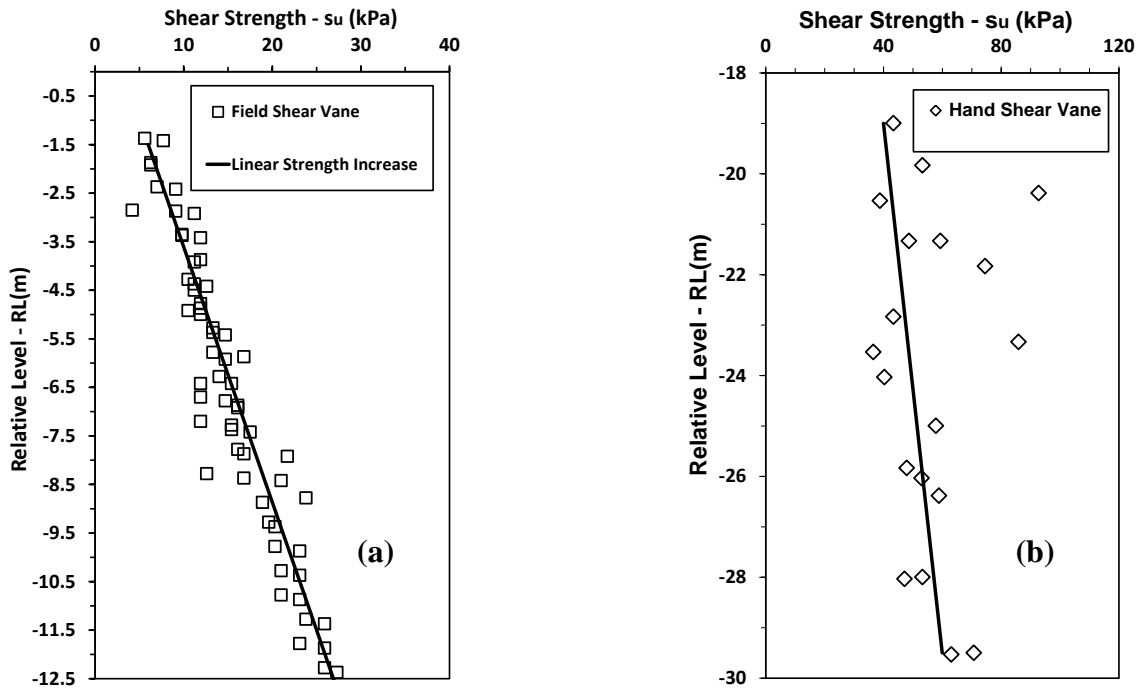 Shear Strength - su (kPa)
0 10 20 30 40
-0.5
-1.5
-2.5
-3.5
-4.5
-5.5
-6.5
-7.5
-8.5
-9.5
-10.5
-11.5
-12.5
Relative Level - RL(m)
Field Shear Vane
Linear Strength Increase
(a)
Shear Strength - su (kPa)
0 40 80 120
-18
-20
-22
-24
-26
-28
-30
Relative Level - RL(m)
Hand Shear Vane
(b)